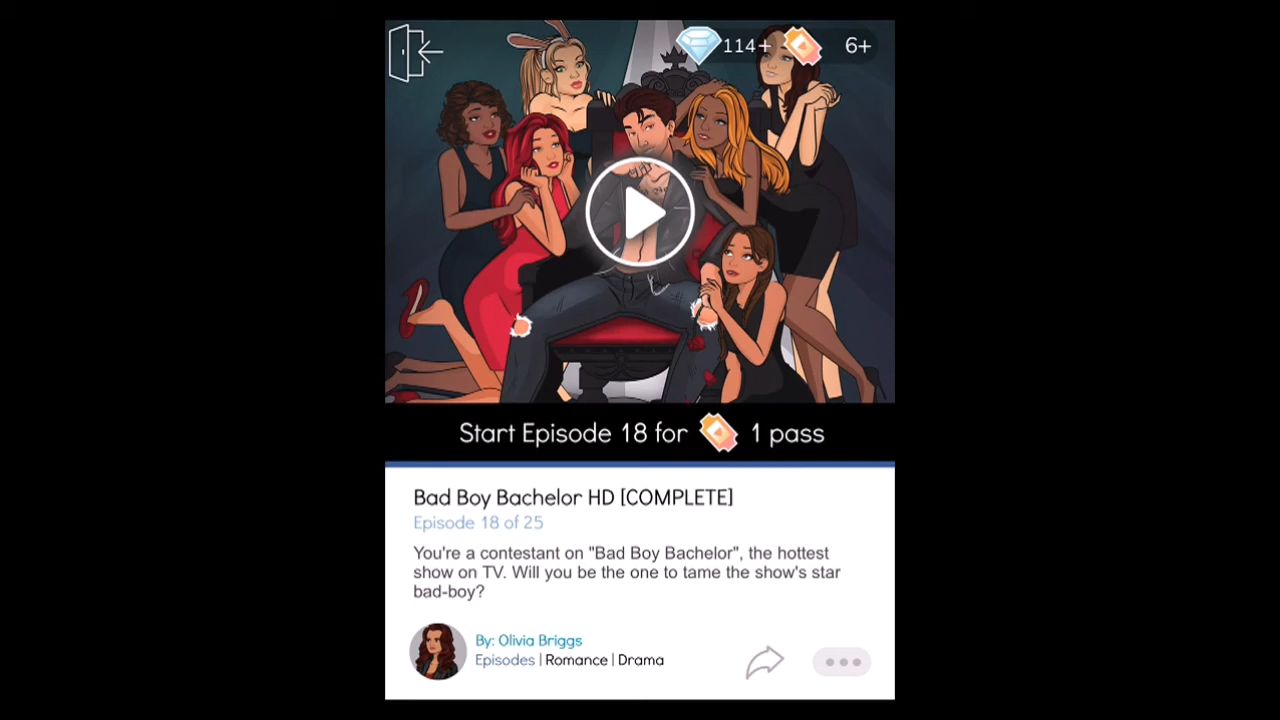 114+ 6+
Start Episode 18 for 1 pass
Bad Boy Bachelor HD [COMPLETE]
Episode 18 of 25
You're a contestant on "Bad Boy Bachelor", the hottest
show on TV. Will you be the one to tame the show's star
bad-boy?
By: Olivia Briggs
Episodes | Romance | Drama